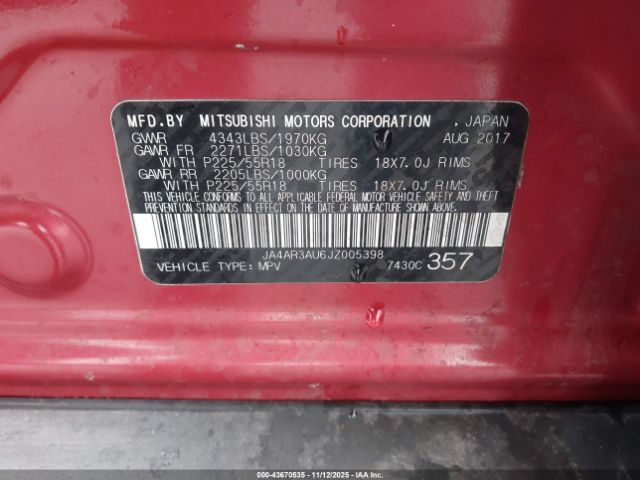 MFD.BY MITSUBISHI MOTORS CORPORATION . JAPAN
GVWR 4343LBS/1970KG AUG 2017
GAWR FR 2271LBS/1030KG
WITH P225/55R18 TIRES 18X7.0J RIMS
GAWR RR 2205LBS/1000KG
WITH P225/55R18 TIRES 18X7.0J RIMS
THIS VEHICLE CONFORMS TO ALL APPLICABLE FEDERAL MOTOR VEHICLE SAFETY AND THEFT
PREVENTION STANDARDS IN EFFECT ON THE DATE OF MANUFACTURE SHOWN ABOVE.
JA4AR3AU6JZ005398
VEHICLE TYPE: MPV 7430C 357
IAA 00-43670535 - 11/12/2025 - IAAI.COM